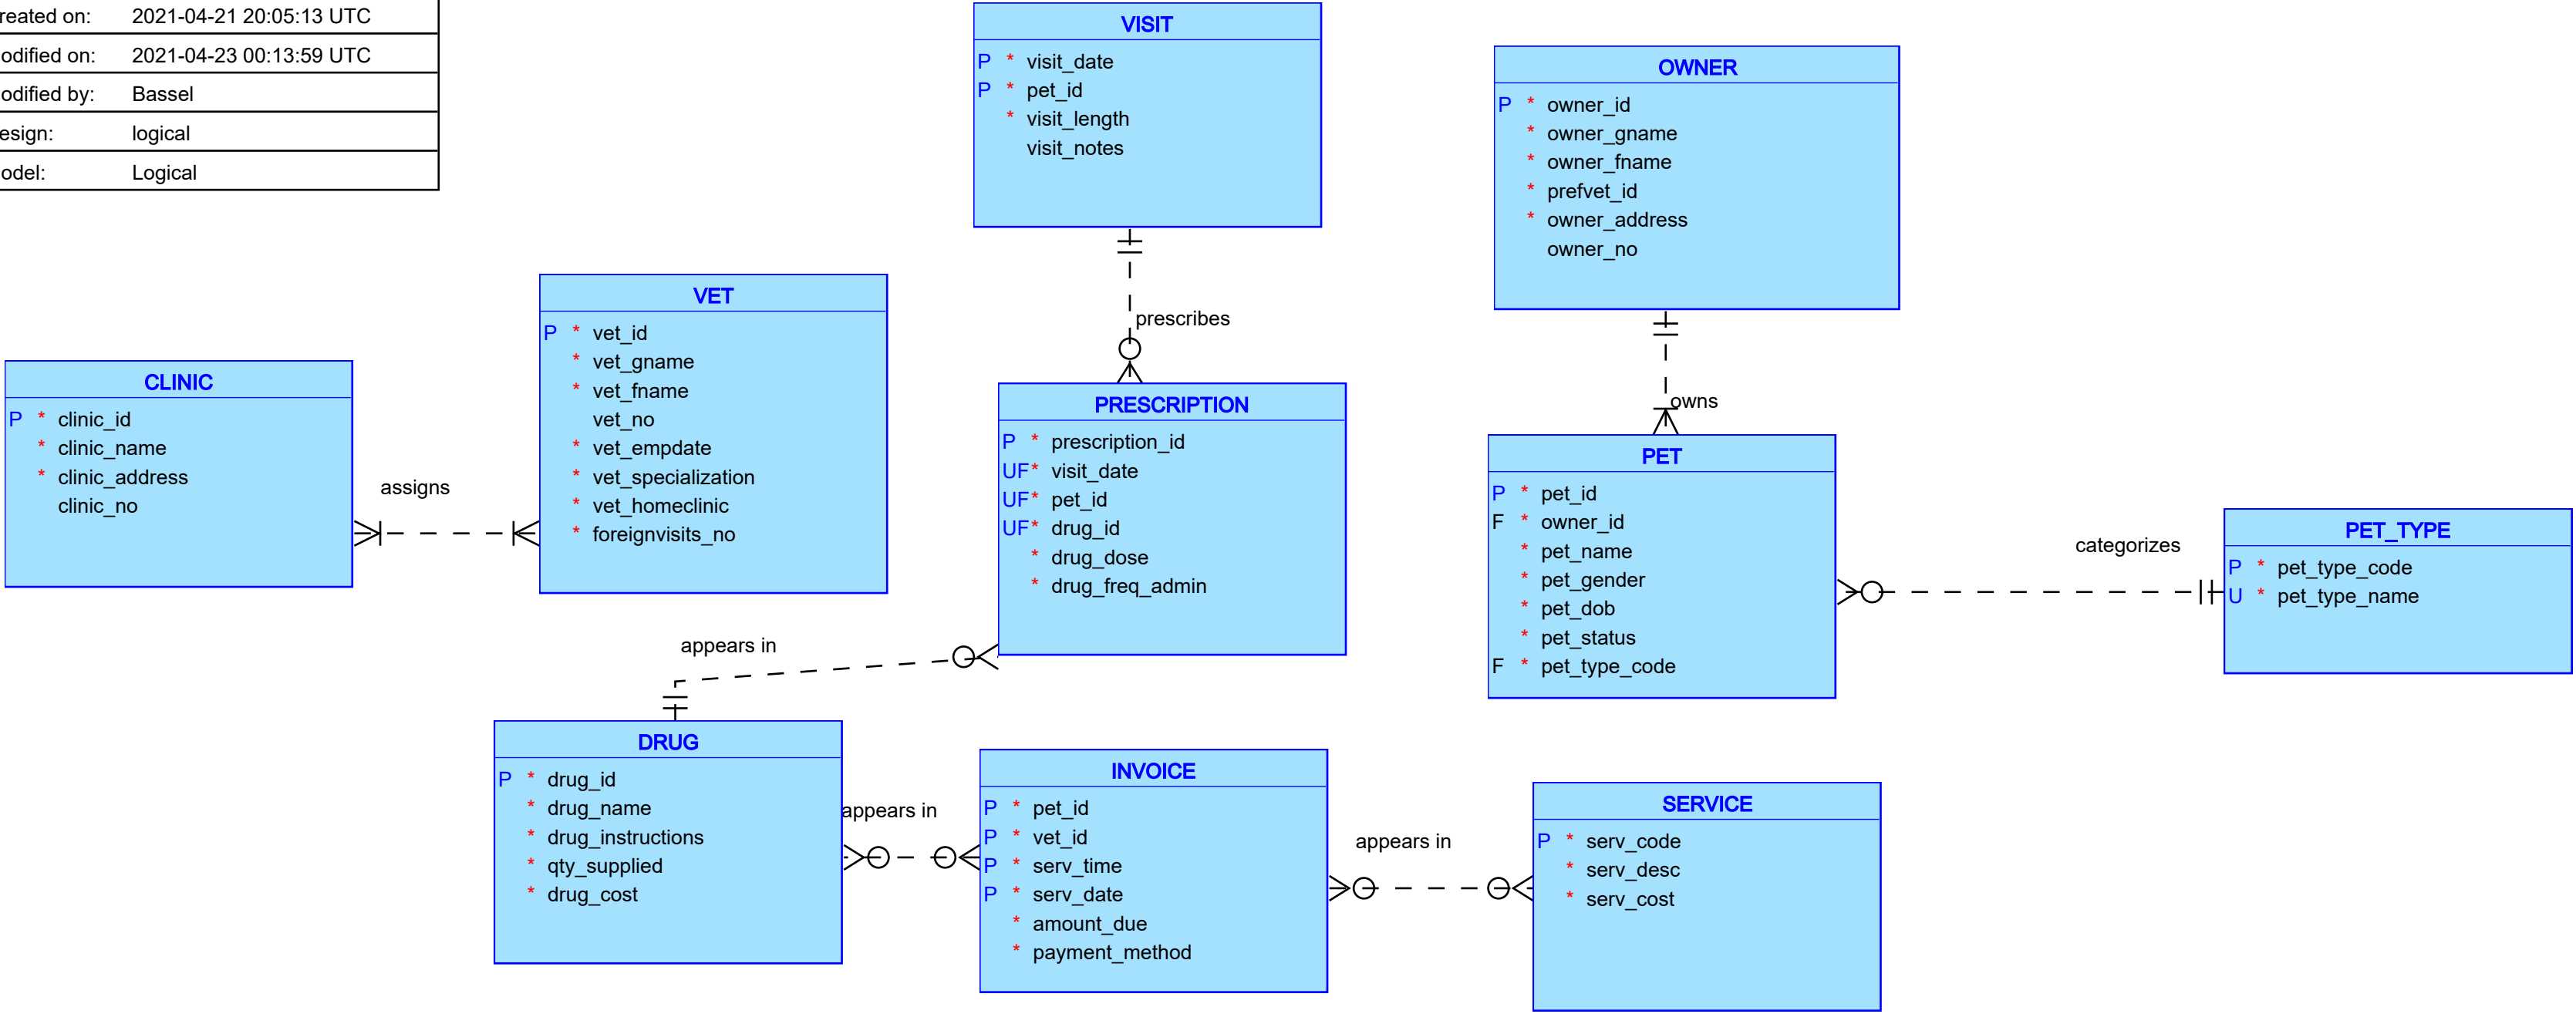 reated on: 2021-04-21 20:05:13 UTC
odified on: 2021-04-23 00:13:59 UTC
odified by: Bassel
esign: logical
odel: Logical
VISIT
P * visit_date
P * pet_id
* visit_length
visit_notes
OWNER
P * owner_id
* owner_gname
* owner_fname
* prefvet_id
* owner_address
owner_no
VET
P * vet_id
* vet_gname
* vet_fname
vet_no
* vet_empdate
* vet_specialization
* vet_homeclinic
* foreignvisits_no
prescribes
CLINIC
P * clinic_id
* clinic_name
* clinic_address
clinic_no
assigns
PRESCRIPTION
P * prescription_id
UF* visit_date
UF* pet_id
UF* drug_id
* drug_dose
* drug_freq_admin
owns
PET
P * pet_id
F * owner_id
* pet_name
* pet_gender
* pet_dob
* pet_status
F * pet_type_code
categorizes
PET_TYPE
P * pet_type_code
U * pet_type_name
appears in
DRUG
P * drug_id
* drug_name
* drug_instructions
* qty_supplied
* drug_cost
appears in
INVOICE
P * pet_id
P * vet_id
P * serv_time
P * serv_date
* amount_due
* payment_method
appears in
SERVICE
P * serv_code
* serv_desc
* serv_cost